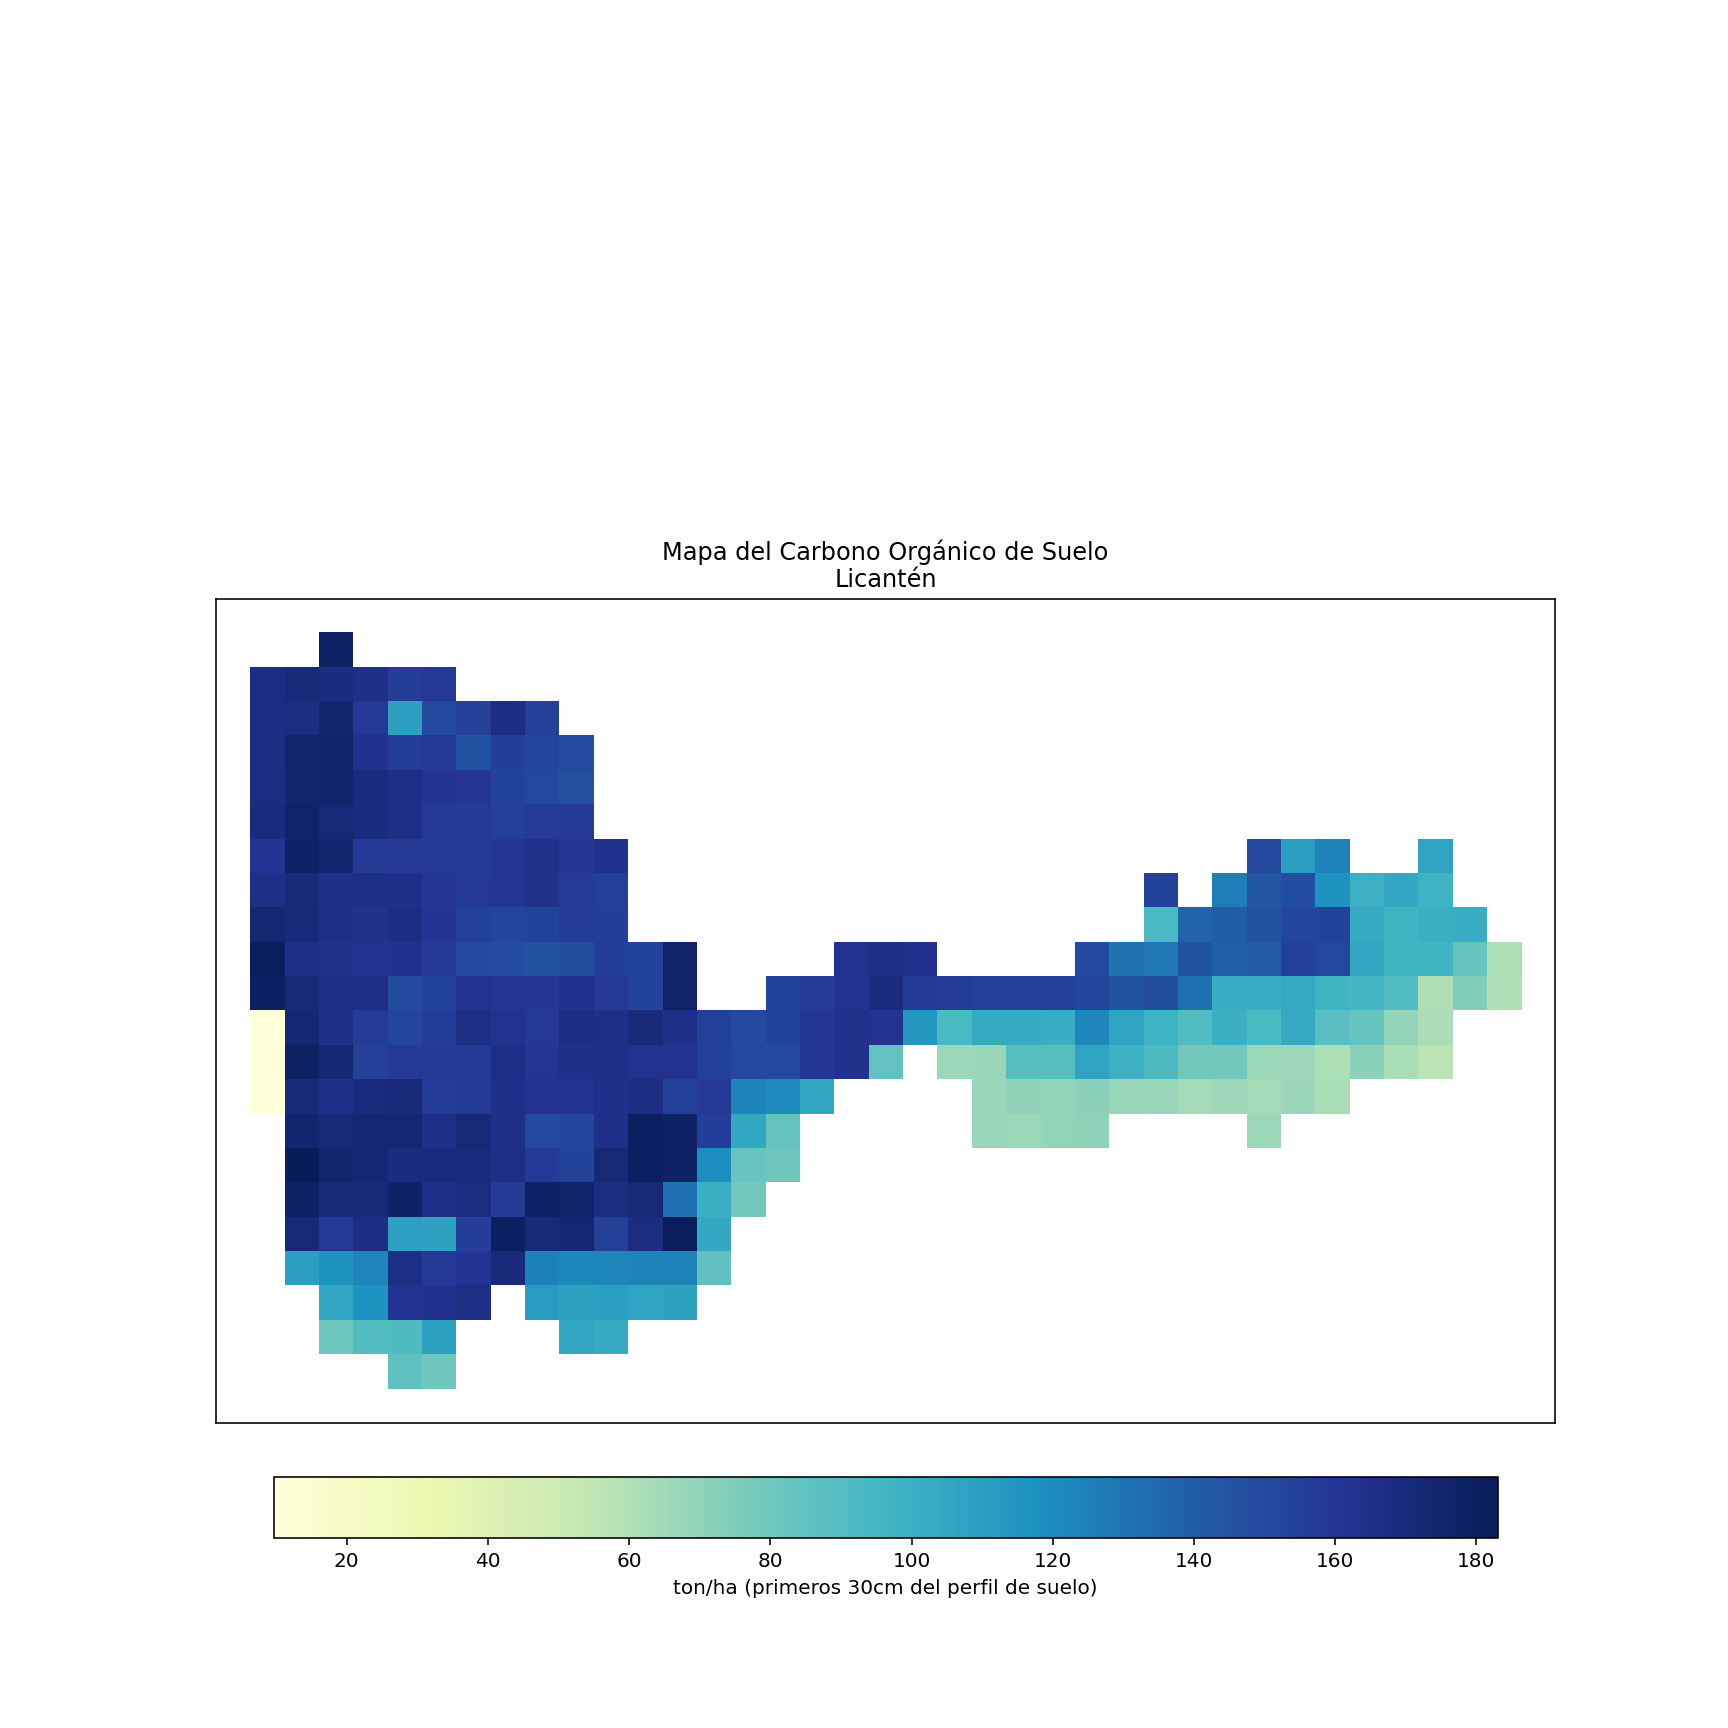 Mapa del Carbono Orgánico de Suelo
Licantén
20 40 60 80 100 120 140 160 180
ton/ha (primeros 30cm del perfil de suelo)